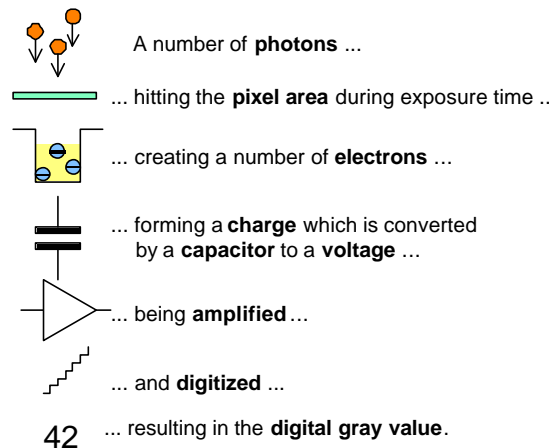 A number of photons ...
... hitting the pixel area during exposure time ..
... creating a number of electrons ...
... forming a charge which is converted
by a capacitor to a voltage ...
... being amplified ...
... and digitized ...
42 ... resulting in the digital gray value.